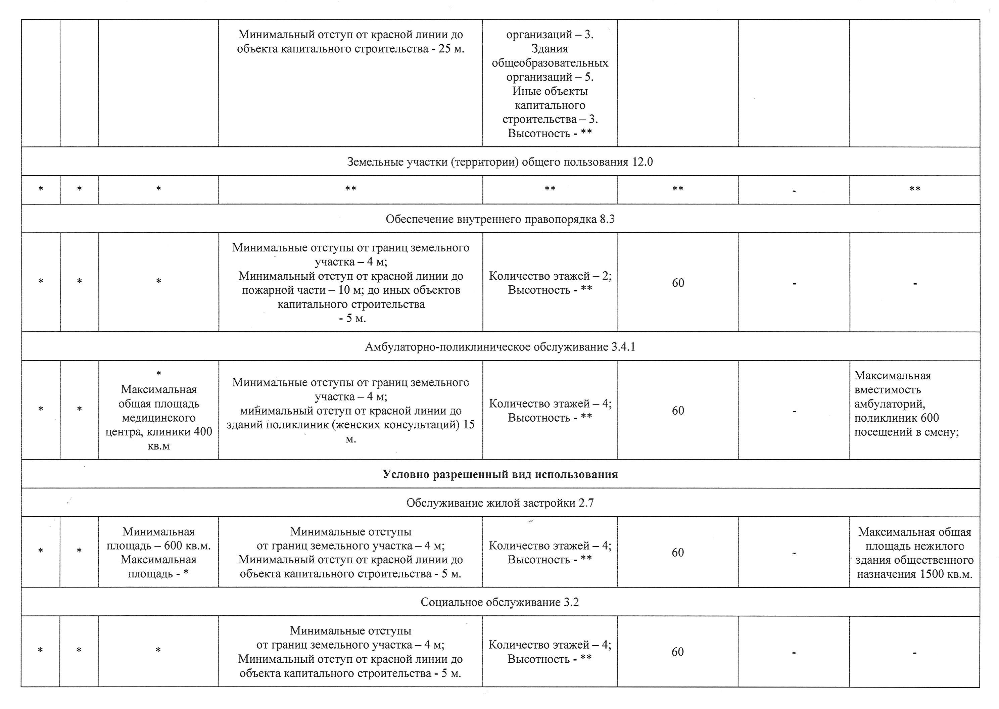 Минимальный отступ от красной линии до
объекта капитального строительства - 25 м.
организаций – 3.
Здания
общеобразовательных
организаций – 5.
Иные объекты
капитального
строительства – 3.
Высотность - **
Земельные участки (территории) общего пользования 12.0
* * * ** ** ** - **
Обеспечение внутреннего правопорядка 8.3
*
*
*
Минимальные отступы от границ земельного
участка – 4 м;
Минимальный отступ от красной линии до
пожарной части – 10 м; до иных объектов
капитального строительства
- 5 м.
Количество этажей – 2;
Высотность - **
60
-
-
Амбулаторно-поликлиническое обслуживание 3.4.1
*
*
*
Максимальная
общая площадь
медицинского
центра, клиники 400
кв.м
Минимальные отступы от границ земельного
участка – 4 м;
минимальный отступ от красной линии до
зданий поликлиник (женских консультаций) 15
м.
Количество этажей – 4;
Высотность - **
60
-
Максимальная
вместимость
амбулаторий,
поликлиник 600
посещений в смену;
Условно разрешенный вид использования
Обслуживание жилой застройки 2.7
*
*
Минимальная
площадь – 600 кв.м.
Максимальная
площадь - *
Минимальные отступы
от границ земельного участка – 4 м;
Минимальный отступ от красной линии до
объекта капитального строительства - 5 м.
Количество этажей – 4;
Высотность - **
60
-
Максимальная общая
площадь нежилого
здания общественного
назначения 1500 кв.м.
Социальное обслуживание 3.2
*
*
*
Минимальные отступы
от границ земельного участка – 4 м;
Минимальный отступ от красной линии до
объекта капитального строительства - 5 м.
Количество этажей – 4;
Высотность - **
60
-
-